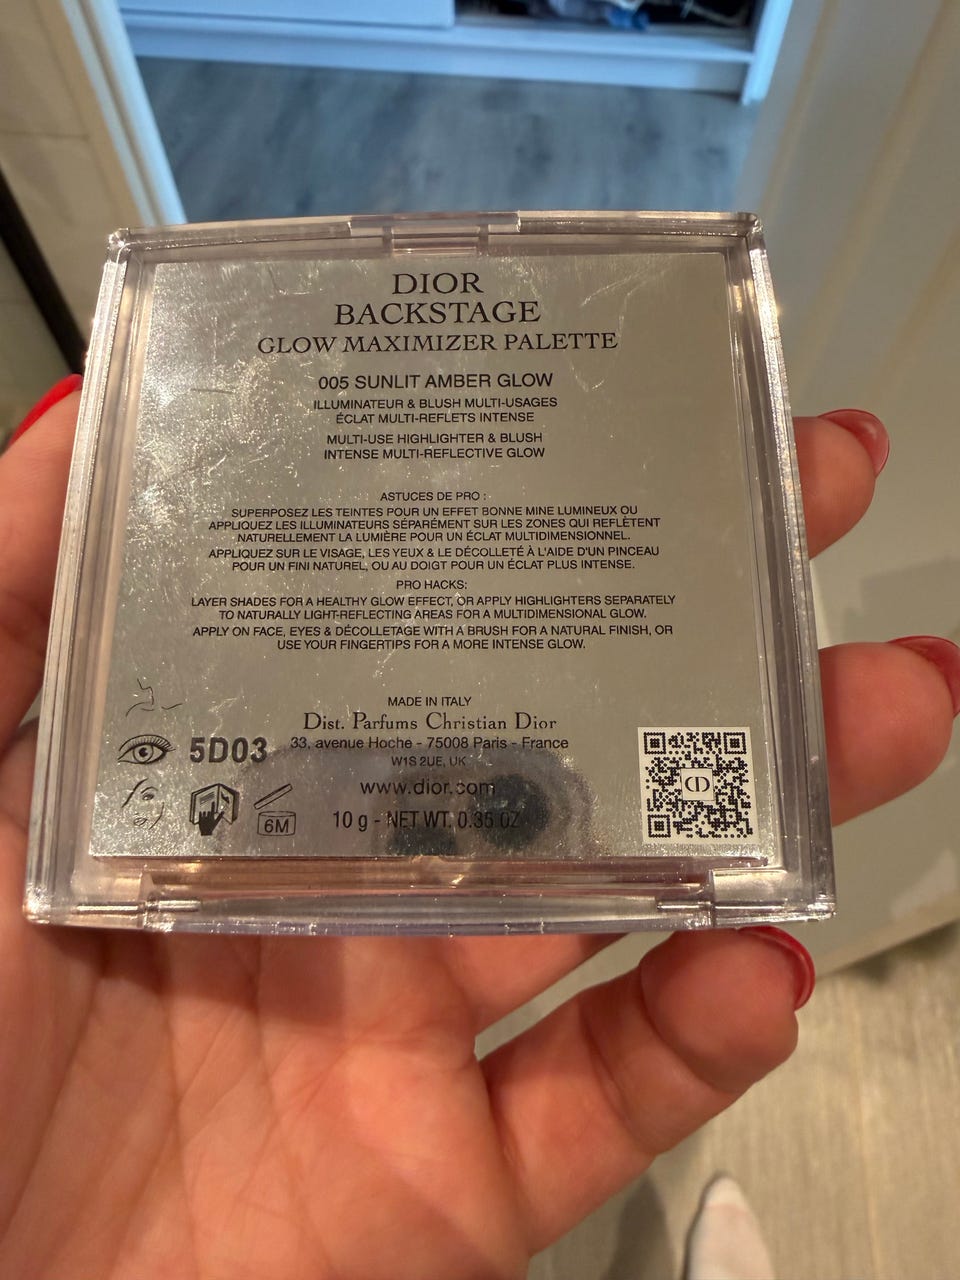 DIOR
BACKSTAGE
GLOW MAXIMIZER PALETTE
005 SUNLIT AMBER GLOW
ILLUMINATEUR & BLUSH MULTI-USAGES
ÉCLAT MULTI-REFLETS INTENSE
MULTI-USE HIGHLIGHTER & BLUSH
INTENSE MULTI-REFLECTIVE GLOW
ASTUCES DE PRO :
SUPERPOSEZ LES TEINTES POUR UN EFFET BONNE MINE LUMINEUX OU
APPLIQUEZ LES ILLUMINATEURS SÉPARÉMENT SUR LES ZONES QUI REFLÈTENT
NATURELLEMENT LA LUMIÈRE POUR UN ÉCLAT MULTIDIMENSIONNEL.
APPLIQUEZ SUR LE VISAGE, LES YEUX & LE DÉCOLLETÉ À L'AIDE D'UN PINCEAU
POUR UN FINI NATUREL, OU AU DOIGT POUR UN ÉCLAT PLUS INTENSE.
PRO HACKS:
LAYER SHADES FOR A HEALTHY GLOW EFFECT, OR APPLY HIGHLIGHTERS SEPARATELY
TO NATURALLY LIGHT-REFLECTING AREAS FOR A MULTIDIMENSIONAL GLOW.
APPLY ON FACE, EYES & DÉCOLLETAGE WITH A BRUSH FOR A NATURAL FINISH, OR
USE YOUR FINGERTIPS FOR A MORE INTENSE GLOW.
MADE IN ITALY
Dist. Parfums Christian Dior
33, avenue Hoche - 75008 Paris - France
W1S 2UE, UK
www.dior.com
10 g - NET WT. 0.35 OZ
5D03
6M
CD